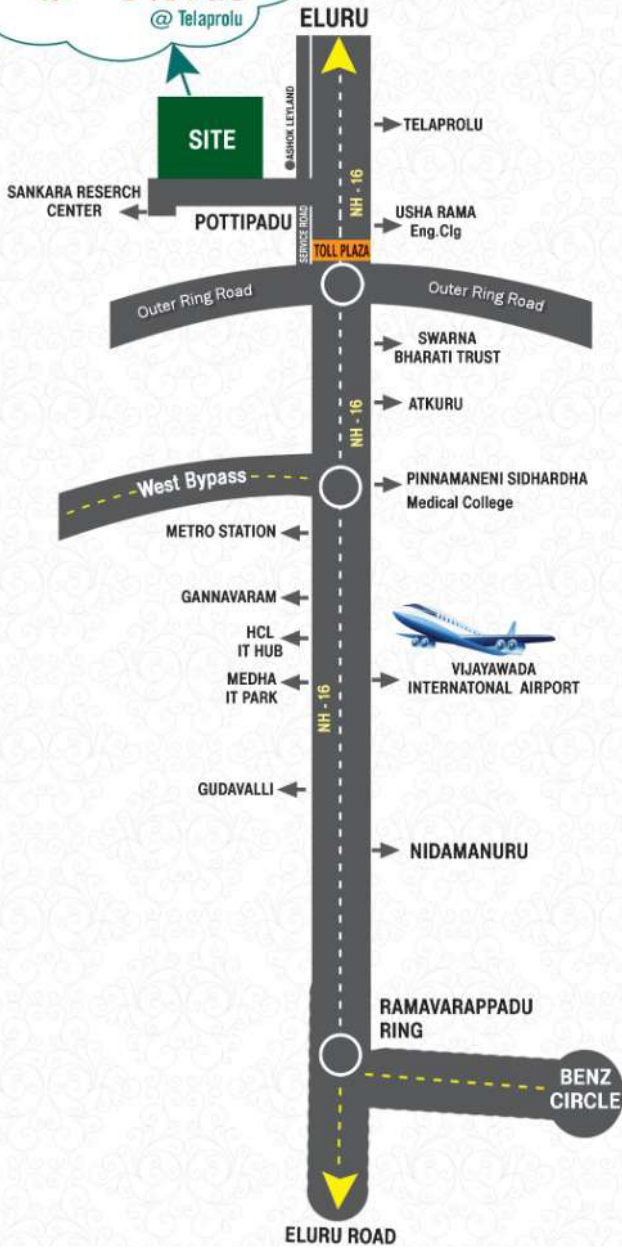 @ Telaprolu
ELURU
ASHOK LEYLAND
TELAPROLU
SITE
NH - 16
SANKARA RESERCH
CENTER
POTTIPADU
USHA RAMA
Eng.Clg
SERVICE ROAD
TOLL PLAZA
Outer Ring Road
Outer Ring Road
SWARNA
BHARATI TRUST
NH - 16
ATKURU
West Bypass
PINNAMANENI SIDHARDHA
Medical College
METRO STATION
GANNAVARAM
HCL
IT HUB
MEDHA
IT PARK
VIJAYAWADA
INTERNATONAL AIRPORT
NH - 16
GUDAVALLI
NIDAMANURU
RAMAVARAPPADU
RING
BENZ
CIRCLE
ELURU ROAD